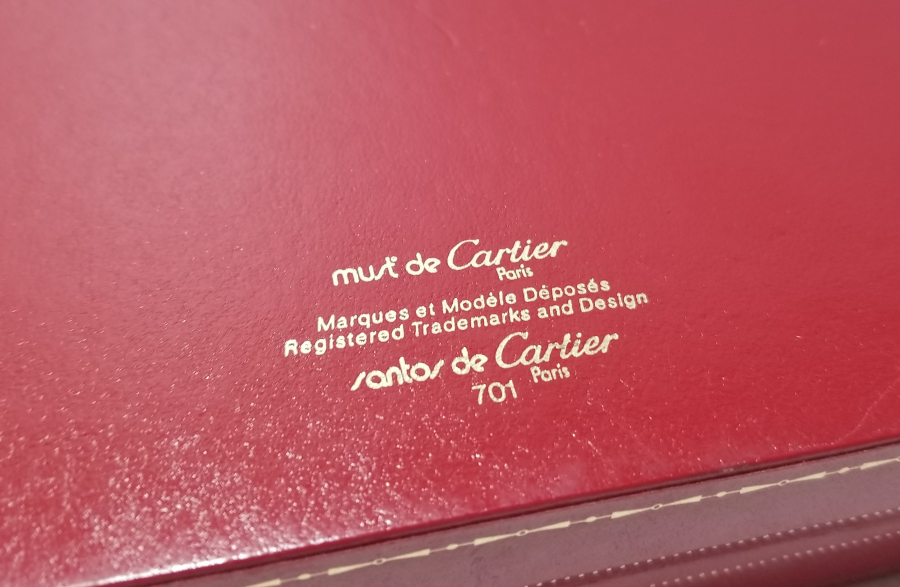 must de Cartier
Paris
Marques et Modèle Déposés
Registered Trademarks and Design
santos de Cartier
Paris
701